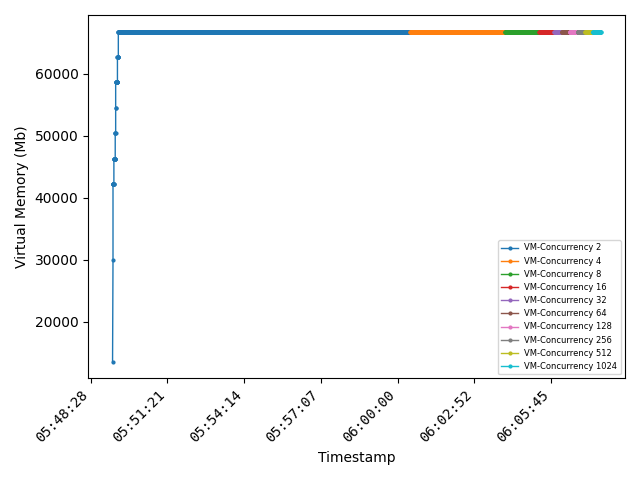 Virtual Memory (Mb)
60000
50000
40000
30000
20000
VM-Concurrency 2
VM-Concurrency 4
VM-Concurrency 8
VM-Concurrency 16
VM-Concurrency 32
VM-Concurrency 64
VM-Concurrency 128
VM-Concurrency 256
VM-Concurrency 512
VM-Concurrency 1024
05:48:28
05:51:21
05:54:14
05:57:07
06:00:00
06:02:52
06:05:45
Timestamp